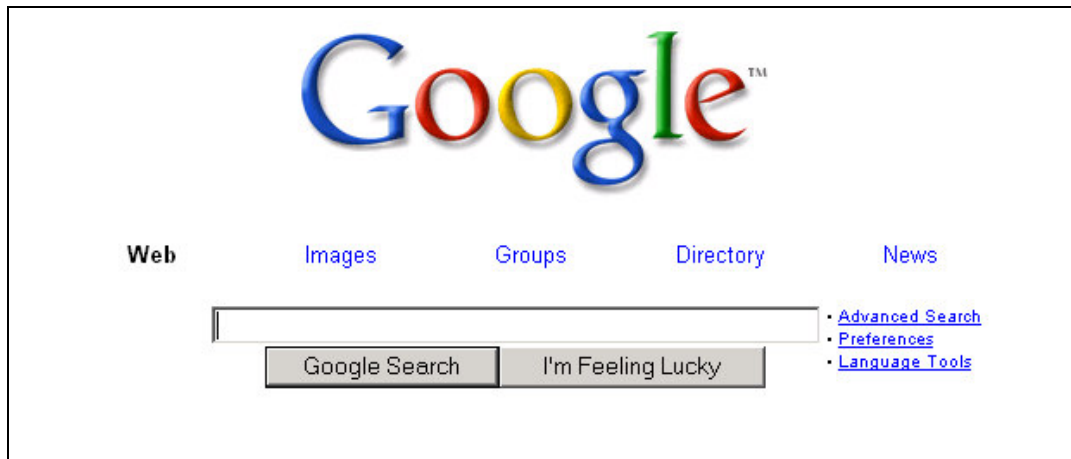 Google™
Web Images Groups Directory News
• Advanced Search
• Preferences
• Language Tools
Google Search I'm Feeling Lucky